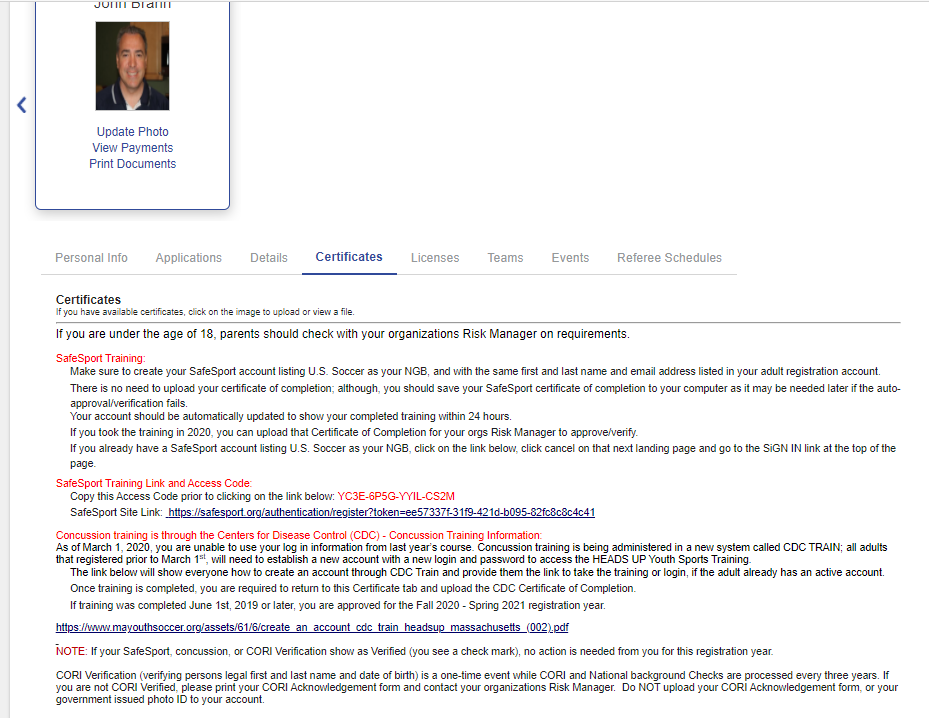 John Brann
Update Photo
View Payments
Print Documents
Personal Info Applications Details Certificates Licenses Teams Events Referee Schedules
Certificates
If you have available certificates, click on the image to upload or view a file.
If you are under the age of 18, parents should check with your organizations Risk Manager on requirements.
SafeSport Training:
Make sure to create your SafeSport account listing U.S. Soccer as your NGB, and with the same first and last name and email address listed in your adult registration account.
There is no need to upload your certificate of completion; although, you should save your SafeSport certificate of completion to your computer as it may be needed later if the auto-
approval/verification fails.
Your account should be automatically updated to show your completed training within 24 hours.
If you took the training in 2020, you can upload that Certificate of Completion for your orgs Risk Manager to approve/verify.
If you already have a SafeSport account listing U.S. Soccer as your NGB, click on the link below, click cancel on that next landing page and go to the SiGN IN link at the top of the
page.
SafeSport Training Link and Access Code:
Copy this Access Code prior to clicking on the link below: YC3E-6P5G-YYIL-CS2M
SafeSport Site Link: https://safesport.org/authentication/register?token=ee57337f-31f9-421d-b095-82fc8c8c4c41
Concussion training is through the Centers for Disease Control (CDC) - Concussion Training Information:
As of March 1, 2020, you are unable to use your log in information from last year's course. Concussion training is being administered in a new system called CDC TRAIN; all adults
that registered prior to March 1st, will need to establish a new account with a new login and password to access the HEADS UP Youth Sports Training.
The link below will show everyone how to create an account through CDC Train and provide them the link to take the training or login, if the adult already has an active account.
Once training is completed, you are required to return to this Certificate tab and upload the CDC Certificate of Completion.
If training was completed June 1st, 2019 or later, you are approved for the Fall 2020 - Spring 2021 registration year.
https://www.mayouthsoccer.org/assets/61/6/create_an_account_cdc_train_headsup_massachusetts_(002).pdf
NOTE: If your SafeSport, concussion, or CORI Verification show as Verified (you see a check mark), no action is needed from you for this registration year.
CORI Verification (verifying persons legal first and last name and date of birth) is a one-time event while CORI and National background Checks are processed every three years. If
you are not CORI Verified, please print your CORI Acknowledgement form and contact your organizations Risk Manager. Do NOT upload your CORI Acknowledgement form, or your
government issued photo ID to your account.